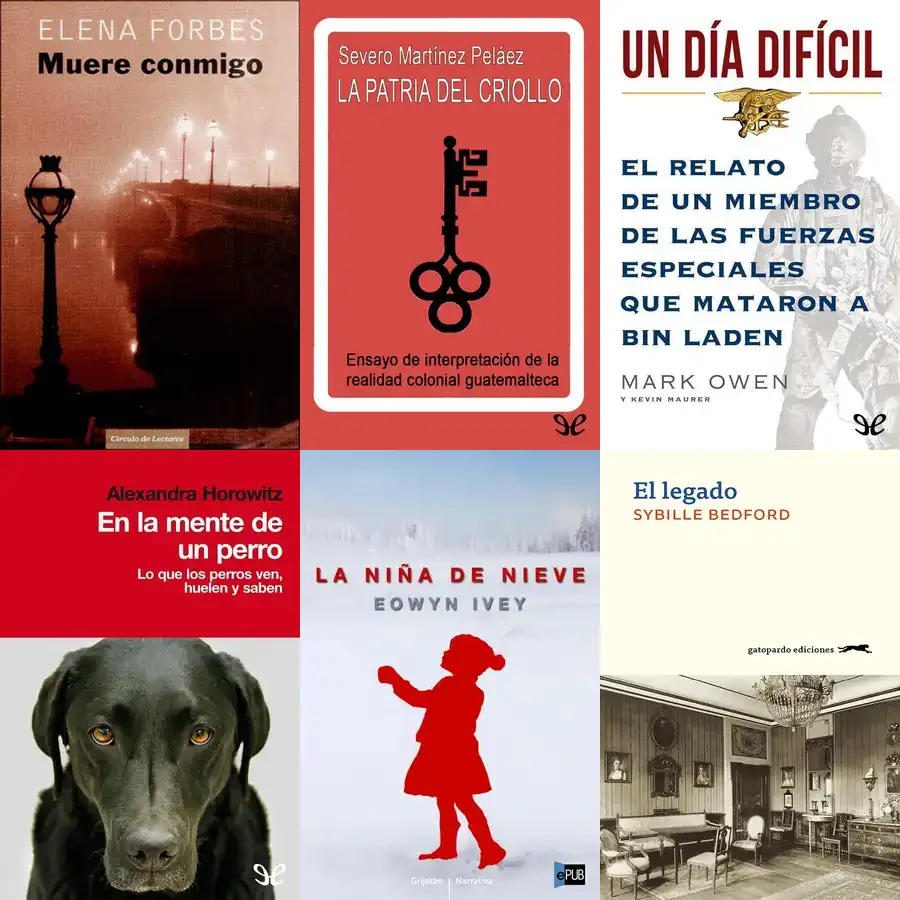 ELENA FORBES
Muere conmigo
Círculo de Lectores
Severo Martínez Peláez
LA PATRIA DEL CRIOLLO
Ensayo de interpretación de la
realidad colonial guatemalteca
UN DÍA DIFÍCIL
EL RELATO
DE UN MIEMBRO
DE LAS FUERZAS
ESPECIALES
QUE MATARON A
BIN LADEN
MARK OWEN
Y KEVIN MAURER
Alexandra Horowitz
En la mente de
un perro
Lo que los perros ven,
huelen y saben
LA NIÑA DE NIEVE
EOWYN IVEY
Grijalbo Narrativa
ePUB
El legado
SYBILLE BEDFORD
gatopardo ediciones